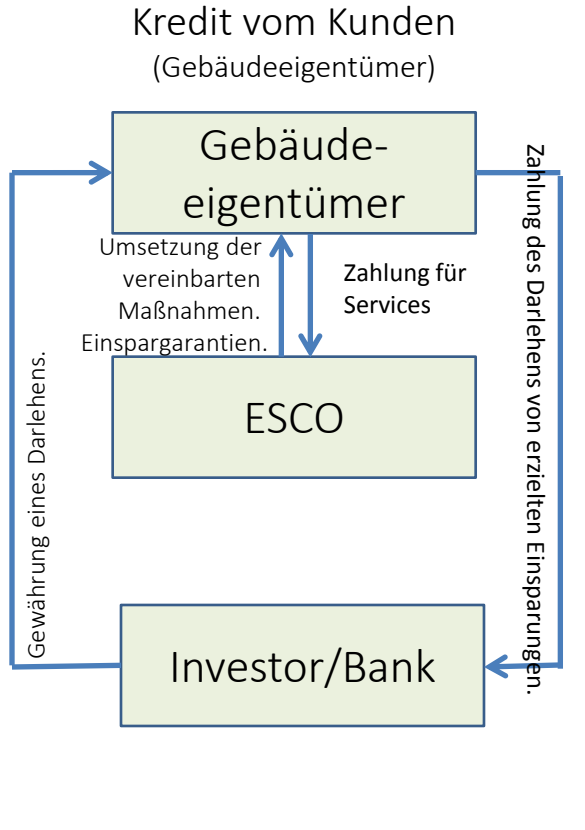 Kredit vom Kunden
(Gebäudeeigentümer)
Gebäude-
eigentümer
Umsetzung der
vereinbarten
Maßnahmen.
Einspargarantien.
Zahlung für
Services
ESCO
Gewährung eines Darlehens.
Zahlung des Darlehens von erzielten Einsparungen.
Investor/Bank